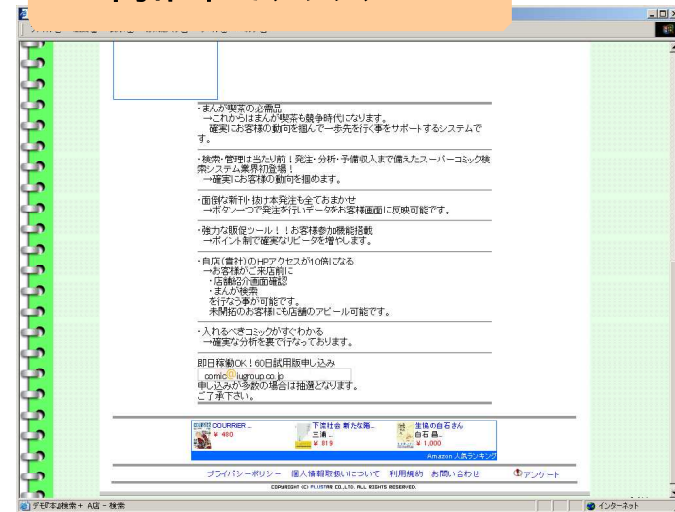 ・まんが喫茶の必需品
→これからはまんが喫茶も競争時代になります。
確実にお客様の動向を掴んで一歩先を行く事をサポートするシステムで
す。
・検索・管理は当たり前！発注・分析・予備収入まで備えたスーパーコミック検
索システム業界初登場！
→確実にお客様の動向を掴めます。
・面倒な新刊・抜け本発注も全ておまかせ
→ボタン一つで発注を行いデータをお客様画面に反映可能です。
・強力な販促ツール！！お客様参加機能搭載
→ポイント制で確実なリピータを増やします。
・自店(貴社)のHPアクセスが10倍になる
→お客様がご来店前に
・店舗紹介画面確認
・まんが検索
を行なう事が可能です。
未開拓のお客様にも店舗のアピール可能です。
・入れるべきコミックがすぐわかる
→確実な分析を裏で行なっております。
即日稼働OK！60日試用版申し込み
comic@iugroup.co.jp
申し込みが多数の場合は抽選となります。
ご了承下さい。
COURRIER ...
¥ 480
下流社会 新たな階...
三浦 ...
¥ 819
生協の白石さん
白石 昌...
¥ 1,000
Amazon 人気ランキング
プライバシーポリシー 個人情報取扱いについて 利用規約 お問い合わせ アンケート
COPYRIGHT (C) PLUSTAR CO.,LTD. ALL RIGHTS RESERVED.
A店 - 検索
インターネット